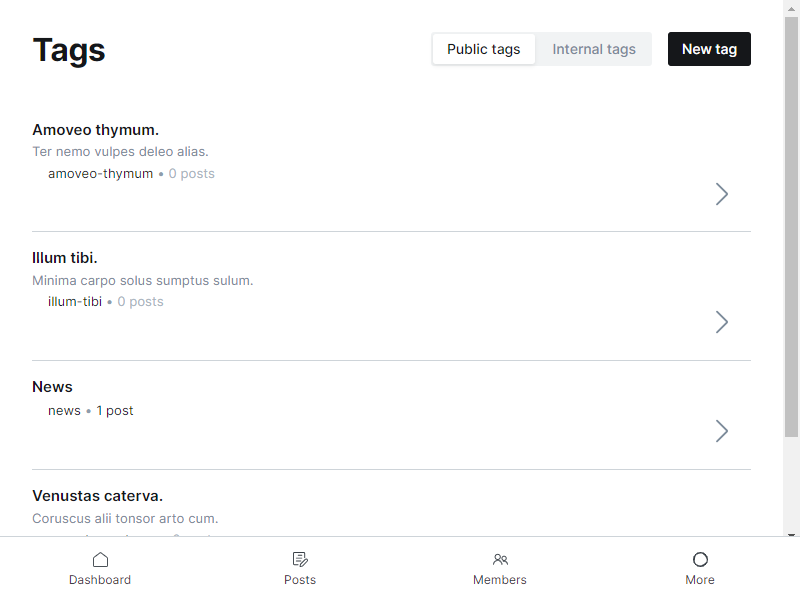 Tags
Public tags
Internal tags
New tag
Amoveo thymum.
Ter nemo vulpes deleo alias.
amoveo-thymum • 0 posts
Illum tibi.
Minima carpo solus sumptus sulum.
illum-tibi • 0 posts
News
news • 1 post
Venustas caterva.
Coruscus alii tonsor arto cum.
Dashboard
Posts
Members
More